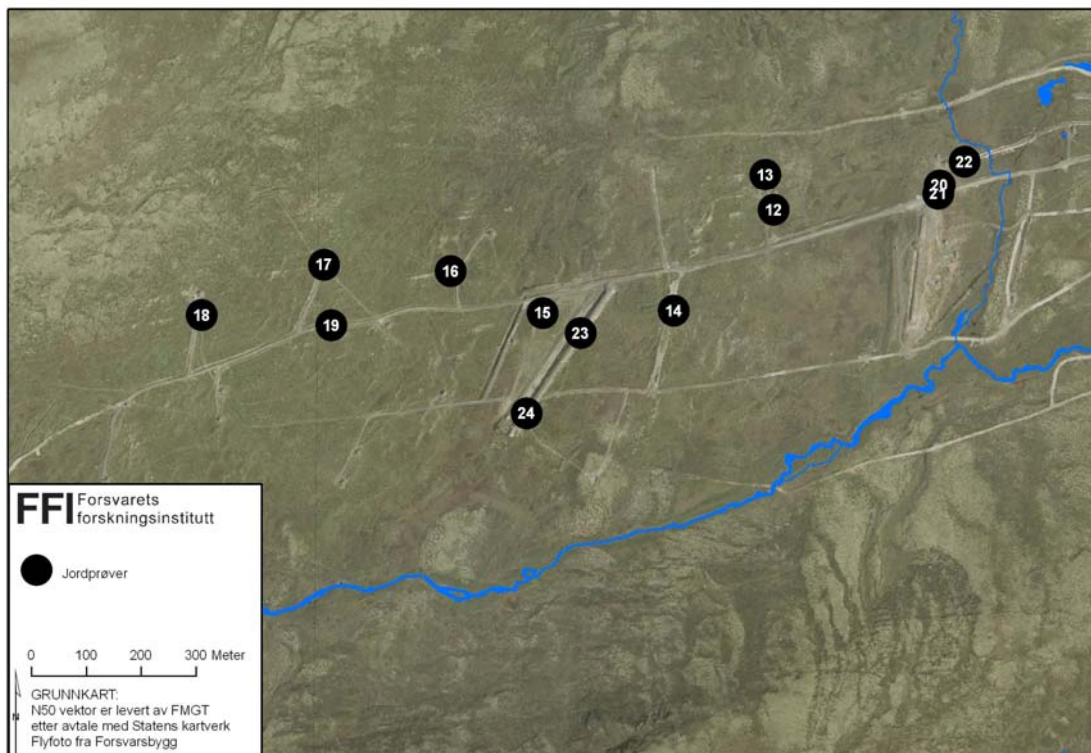 22
13
20
21
12
17
16
18
19
15
14
23
24
FFI Forsvarets
forskningsinstitutt
Jordprøver
0 100 200 300 Meter
GRUNNKART:
N50 vektor er levert av FMGT
etter avtale med Statens kartverk
Flyfoto fra Forsvarsbygg
N